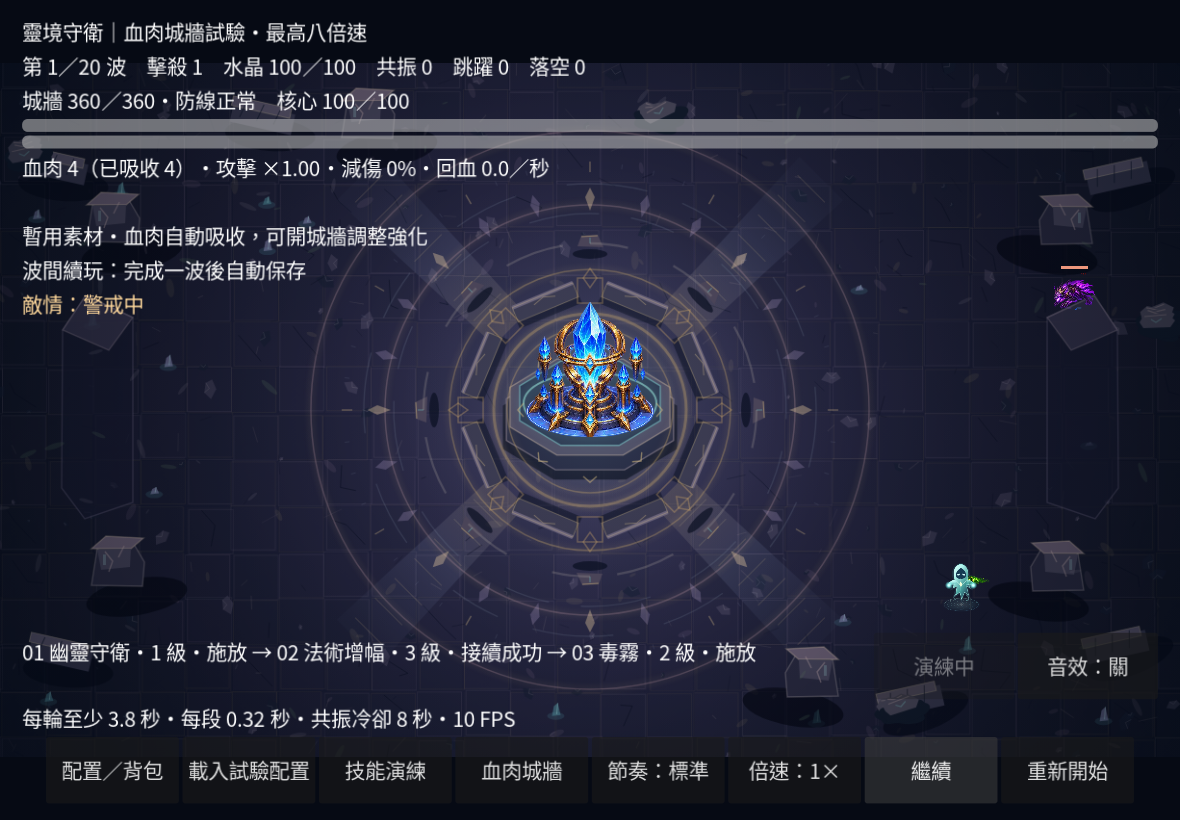 靈境守衛｜血肉城牆試驗・最高八倍速
第 1／20 波　擊殺 1　水晶 100／100　共振 0　跳躍 0　落空 0
城牆 360／360・防線正常　核心 100／100
血肉 4（已吸收 4）・攻擊 ×1.00・減傷 0%・回血 0.0／秒
暫用素材・血肉自動吸收，可開城牆調整強化
波間續玩：完成一波後自動保存
敵情：警戒中
01 幽靈守衛・1 級・施放 → 02 法術增幅・3 級・接續成功 → 03 毒霧・2 級・施放
演練中
音效：關
每輪至少 3.8 秒・每段 0.32 秒・共振冷卻 8 秒・10 FPS
配置／背包
載入試驗配置
技能演練
血肉城牆
節奏：標準
倍速：1×
繼續
重新開始